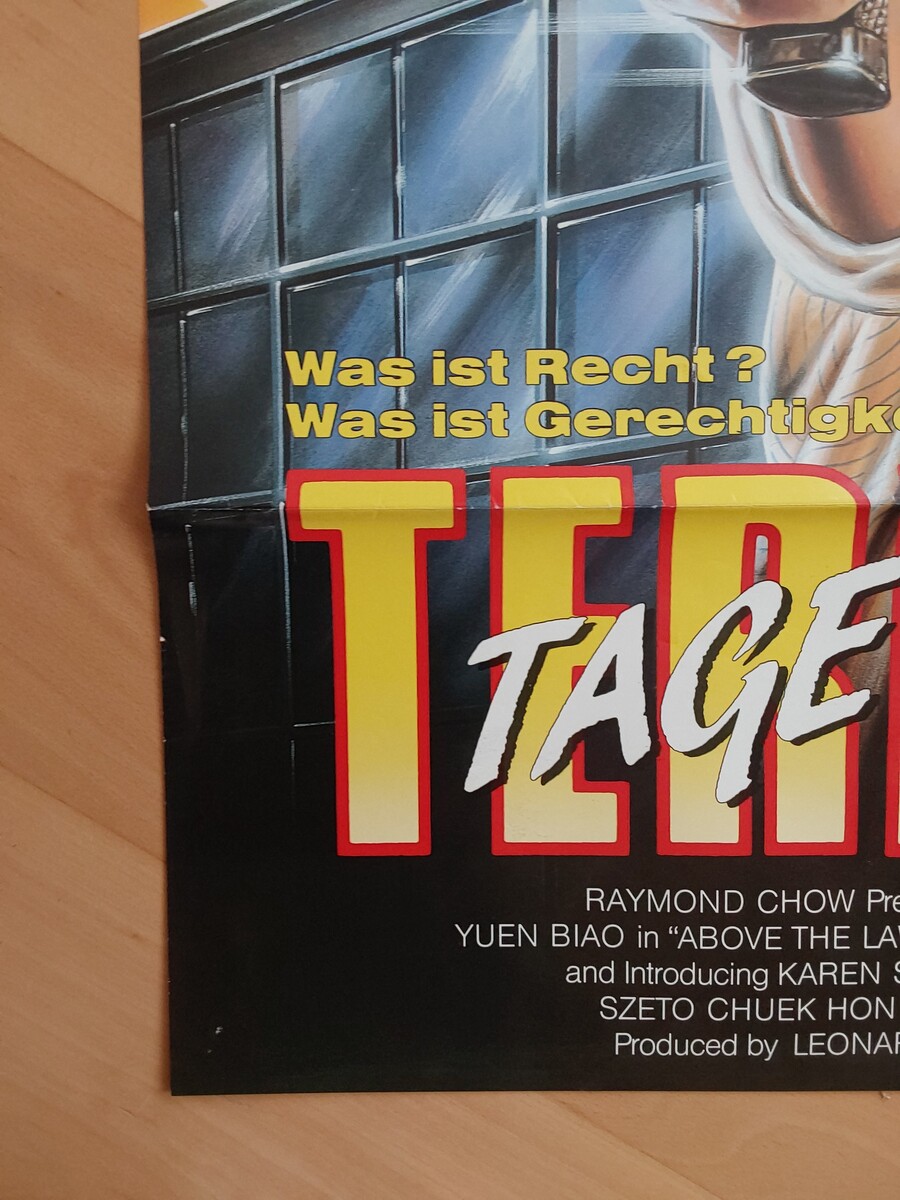 Was ist Recht?
Was ist Gerechtigke
TER
TAGE
RAYMOND CHOW Pre
YUEN BIAO in “ABOVE THE LA
and Introducing KAREN S
SZETO CHUEK HON
Produced by LEONAR